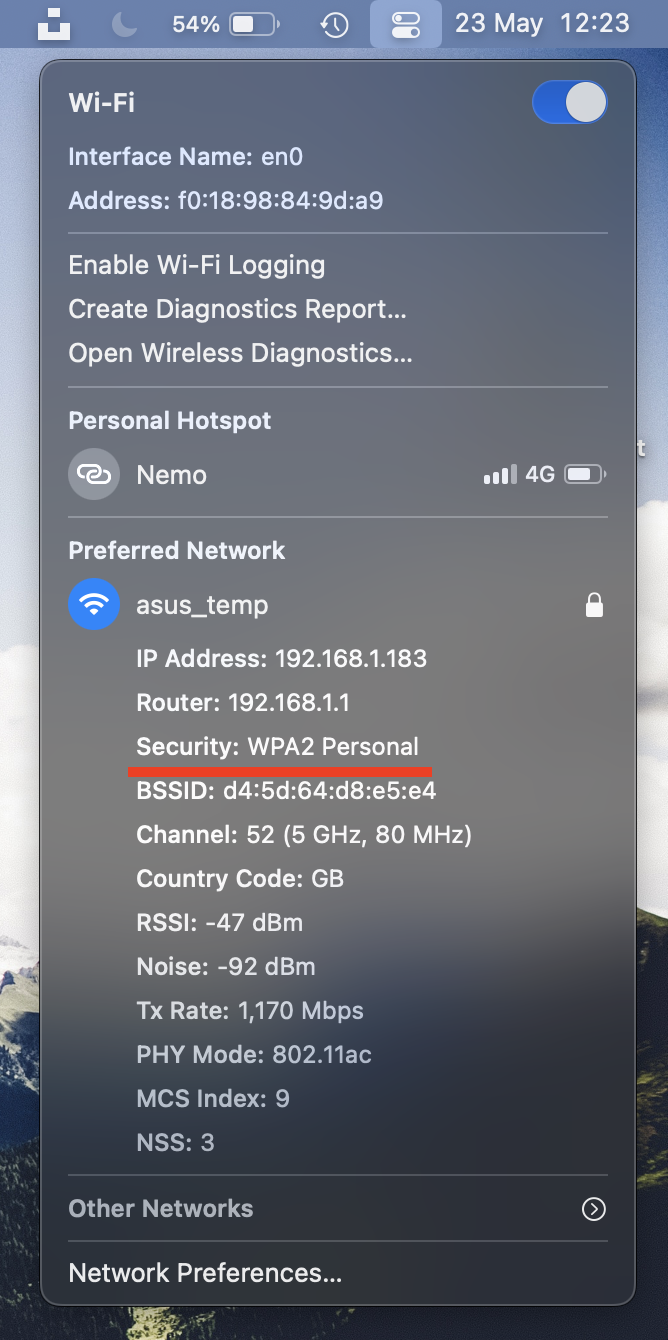 54% 23 May 12:23
Wi-Fi
Interface Name: en0
Address: f0:18:98:84:9d:a9
Enable Wi-Fi Logging
Create Diagnostics Report...
Open Wireless Diagnostics...
Personal Hotspot
t
Nemo 4G
Preferred Network
asus_temp
IP Address: 192.168.1.183
Router: 192.168.1.1
Security: WPA2 Personal
BSSID: d4:5d:64:d8:e5:e4
Channel: 52 (5 GHz, 80 MHz)
Country Code: GB
RSSI: -47 dBm
Noise: -92 dBm
Tx Rate: 1,170 Mbps
PHY Mode: 802.11ac
MCS Index: 9
NSS: 3
Other Networks
Network Preferences...